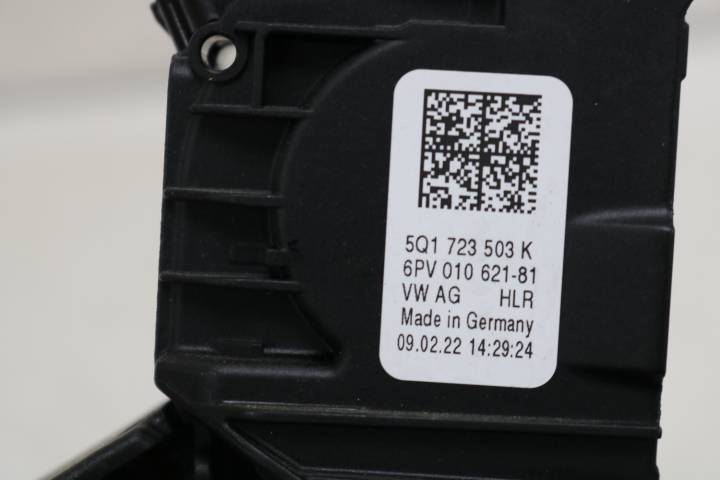 5Q1 723 503 K
6PV 010 621-81
VW AG HLR
Made in Germany
09.02.22 14:29:24